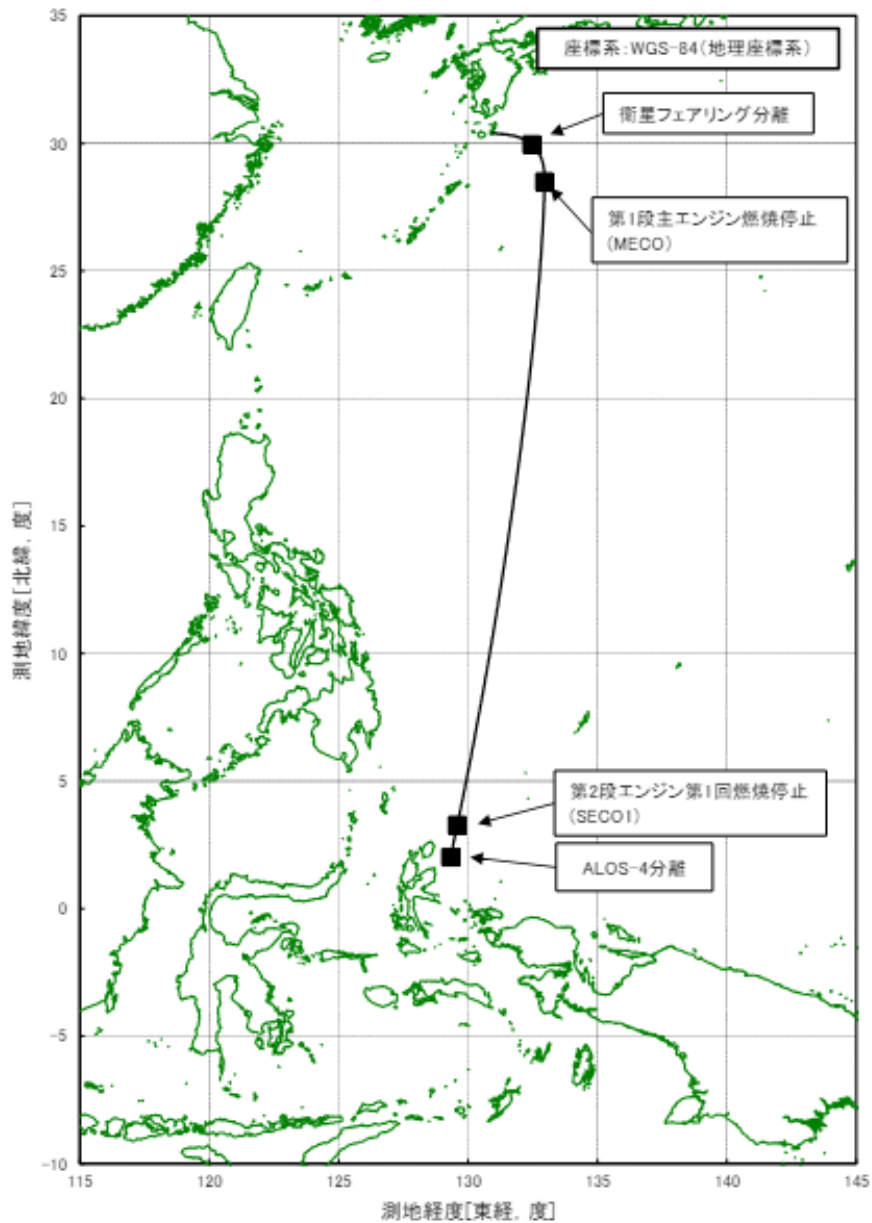 座標系:WGS-84(地理座標系)
衛星フェアリング分離
第1段主エンジン燃焼停止
(MECO)
第2段エンジン第1回燃焼停止
(SECO1)
ALOS-4分離
測地緯度[北緯, 度]
35
30
25
20
15
10
5
0
-5
-10
115
120
125
130
135
140
145
測地経度[東経, 度]